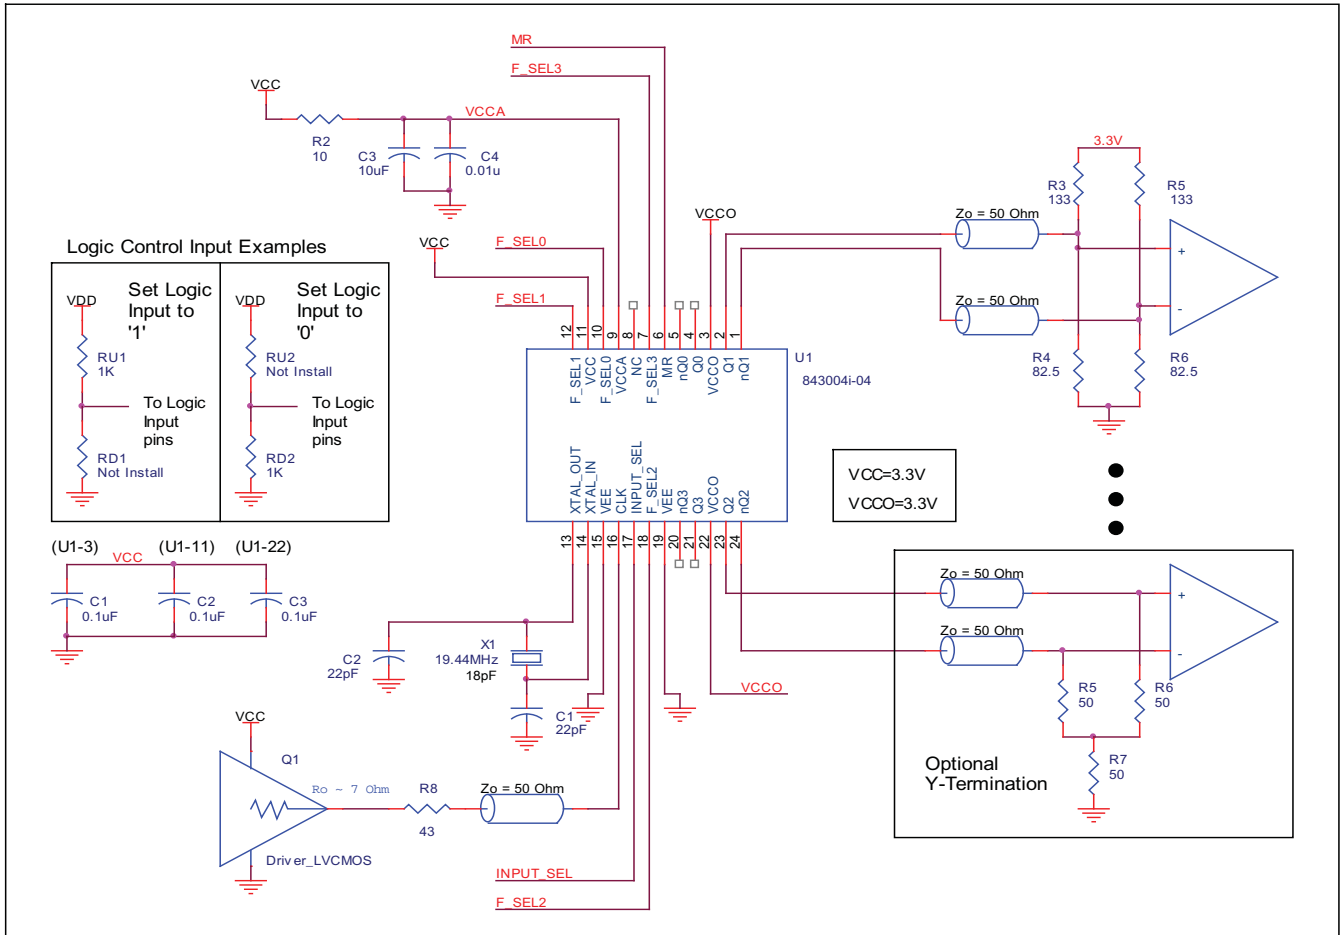 MR
F_SEL3
VCC
VCCA
R2
10
C3
10uF
C4
0.01u
3.3V
R3
133
R5
133
Zo = 50 Ohm
VCCO
VCC
F_SEL0
F_SEL1
+
-
Zo = 50 Ohm
R4
82.5
R6
82.5
Logic Control Input Examples
VDD
Set Logic
Input to
'1'
RU1
1K
To Logic
Input
pins
RD1
Not Install
VDD
Set Logic
Input to
'0'
RU2
Not Install
To Logic
Input
pins
RD2
1K
12 11 10 9 8 7 6 5 4 3 2 1
F_SEL1 VCC F_SEL0 VCCA NC F_SEL3 MR nQ0 Q0 VCCO Q1 nQ1
U1
843004i-04
XTAL_OUT XTAL_IN VEE CLK INPUT_SEL F_SEL2 VEE nQ3 Q3 VCCO Q2 nQ2
13 14 15 16 17 18 19 20 21 22 23 24
VCC=3.3V
VCCO=3.3V
(U1-3) (U1-11) (U1-22)
VCC
C1
0.1uF
C2
0.1uF
C3
0.1uF
C2
22pF
X1
19.44MHz
18pF
C1
22pF
VCCO
Zo = 50 Ohm
Zo = 50 Ohm
+
-
R5
50
R6
50
R7
50
Optional
Y-Termination
VCC
Q1
Ro ~ 7 Ohm
R8
43
Zo = 50 Ohm
Driver_LVCMOS
INPUT_SEL
F_SEL2